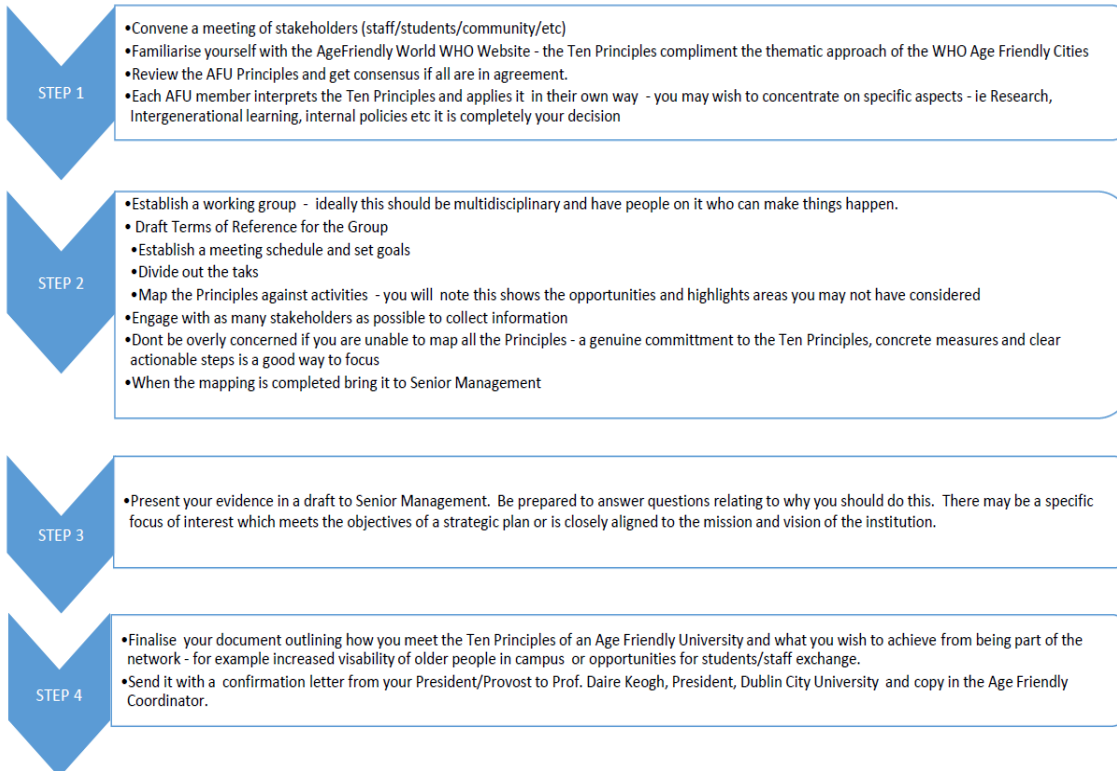 STEP 1
•Convene a meeting of stakeholders (staff/students/community/etc)
•Familiarise yourself with the AgeFriendly World WHO Website - the Ten Principles compliment the thematic approach of the WHO Age Friendly Cities
•Review the AFU Principles and get consensus if all are in agreement.
•Each AFU member interprets the Ten Principles and applies it in their own way - you may wish to concentrate on specific aspects - ie Research,
Intergenerational learning, internal policies etc it is completely your decision
STEP 2
•Establish a working group - ideally this should be multidisciplinary and have people on it who can make things happen.
• Draft Terms of Reference for the Group
•Establish a meeting schedule and set goals
•Divide out the taks
•Map the Principles against activities - you will note this shows the opportunities and highlights areas you may not have considered
•Engage with as many stakeholders as possible to collect information
•Dont be overly concerned if you are unable to map all the Principles - a genuine committment to the Ten Principles, concrete measures and clear
actionable steps is a good way to focus
•When the mapping is completed bring it to Senior Management
STEP 3
•Present your evidence in a draft to Senior Management. Be prepared to answer questions relating to why you should do this. There may be a specific
focus of interest which meets the objectives of a strategic plan or is closely aligned to the mission and vision of the institution.
STEP 4
•Finalise your document outlining how you meet the Ten Principles of an Age Friendly University and what you wish to achieve from being part of the
network - for example increased visability of older people in campus or opportunities for students/staff exchange.
•Send it with a confirmation letter from your President/Provost to Prof. Daire Keogh, President, Dublin City University and copy in the Age Friendly
Coordinator.